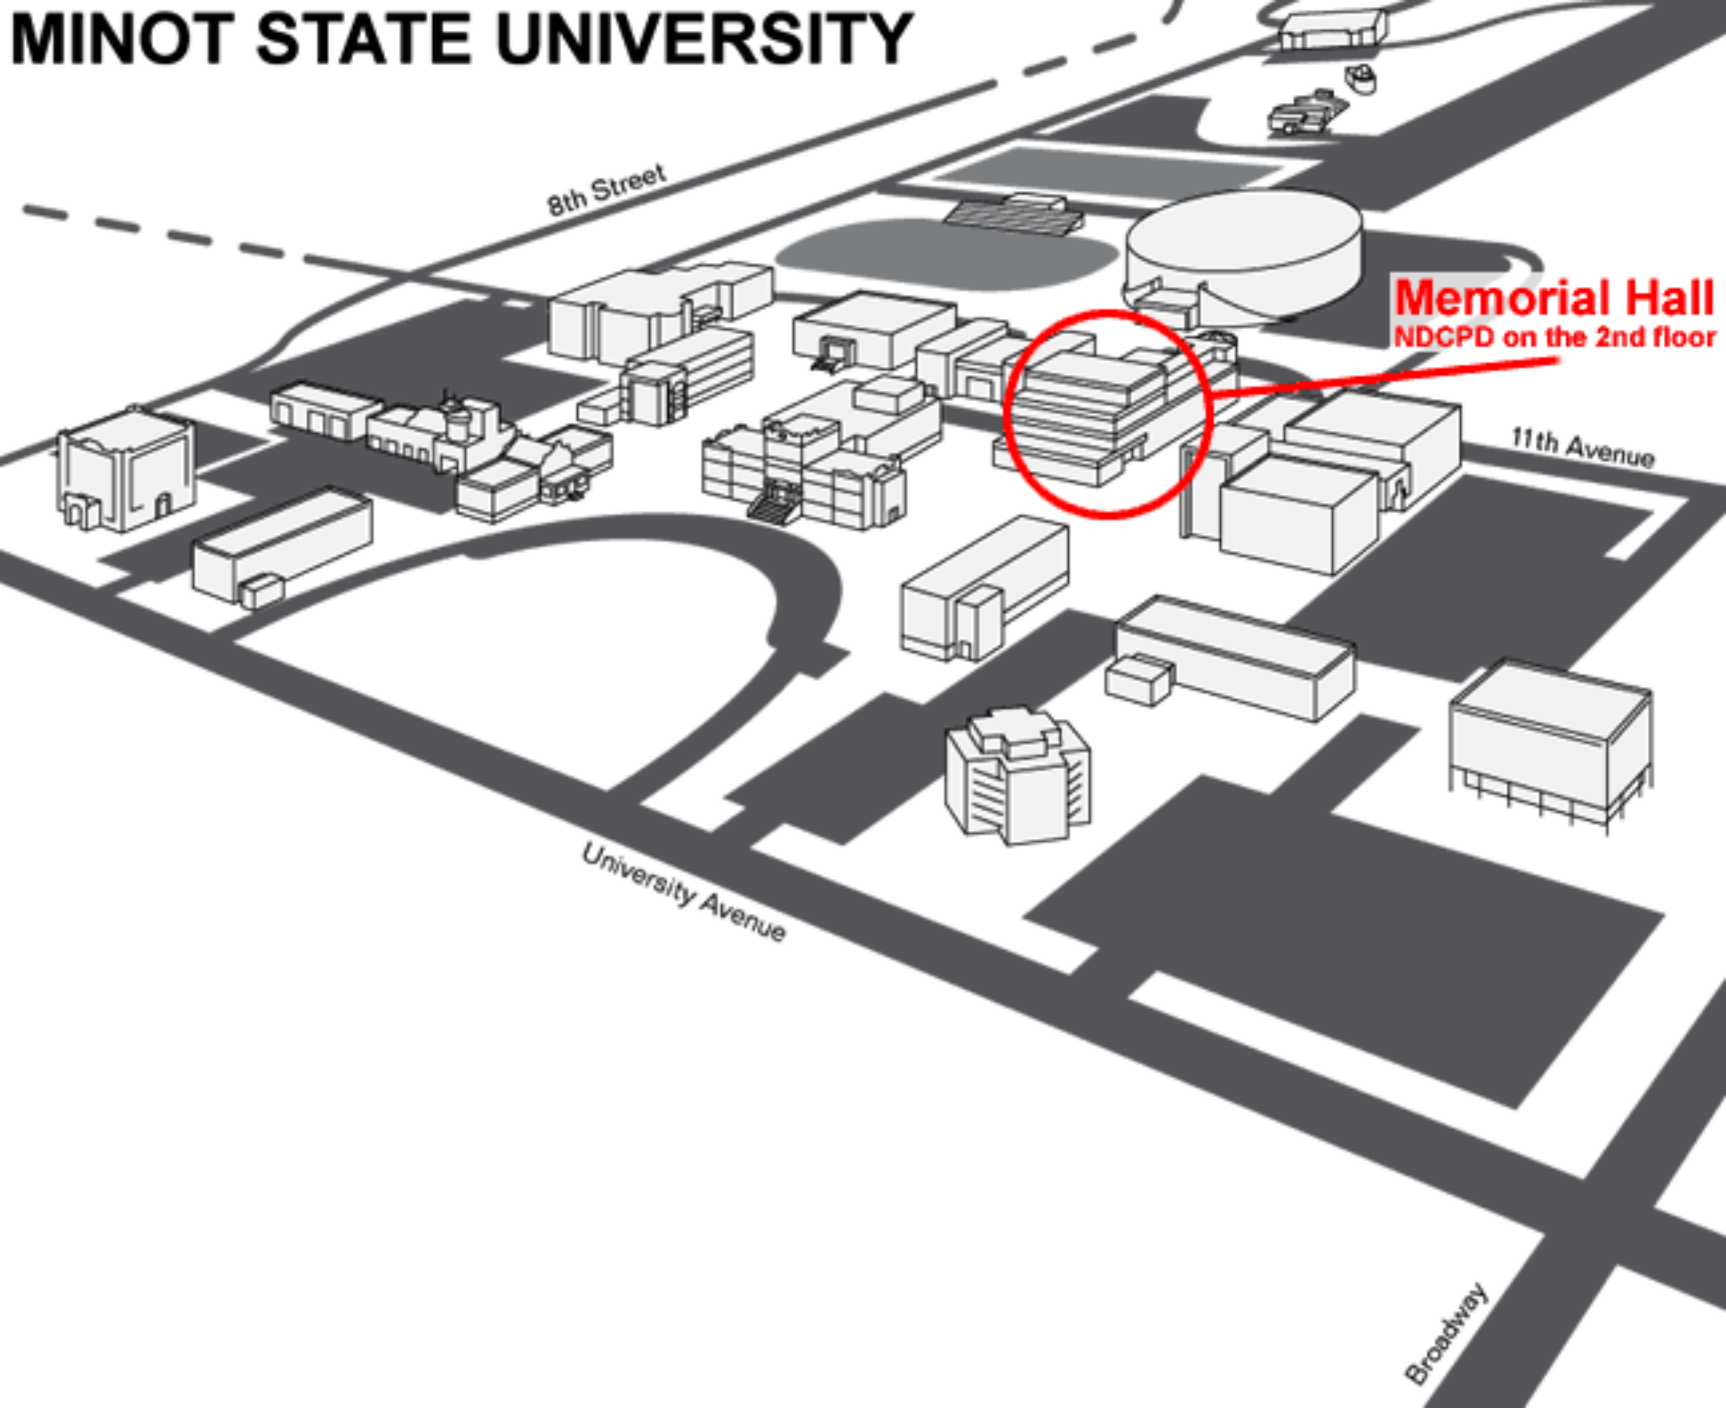 MINOT STATE UNIVERSITY
8th Street
Memorial Hall
NDCPD on the 2nd floor
11th Avenue
University Avenue
Broadway